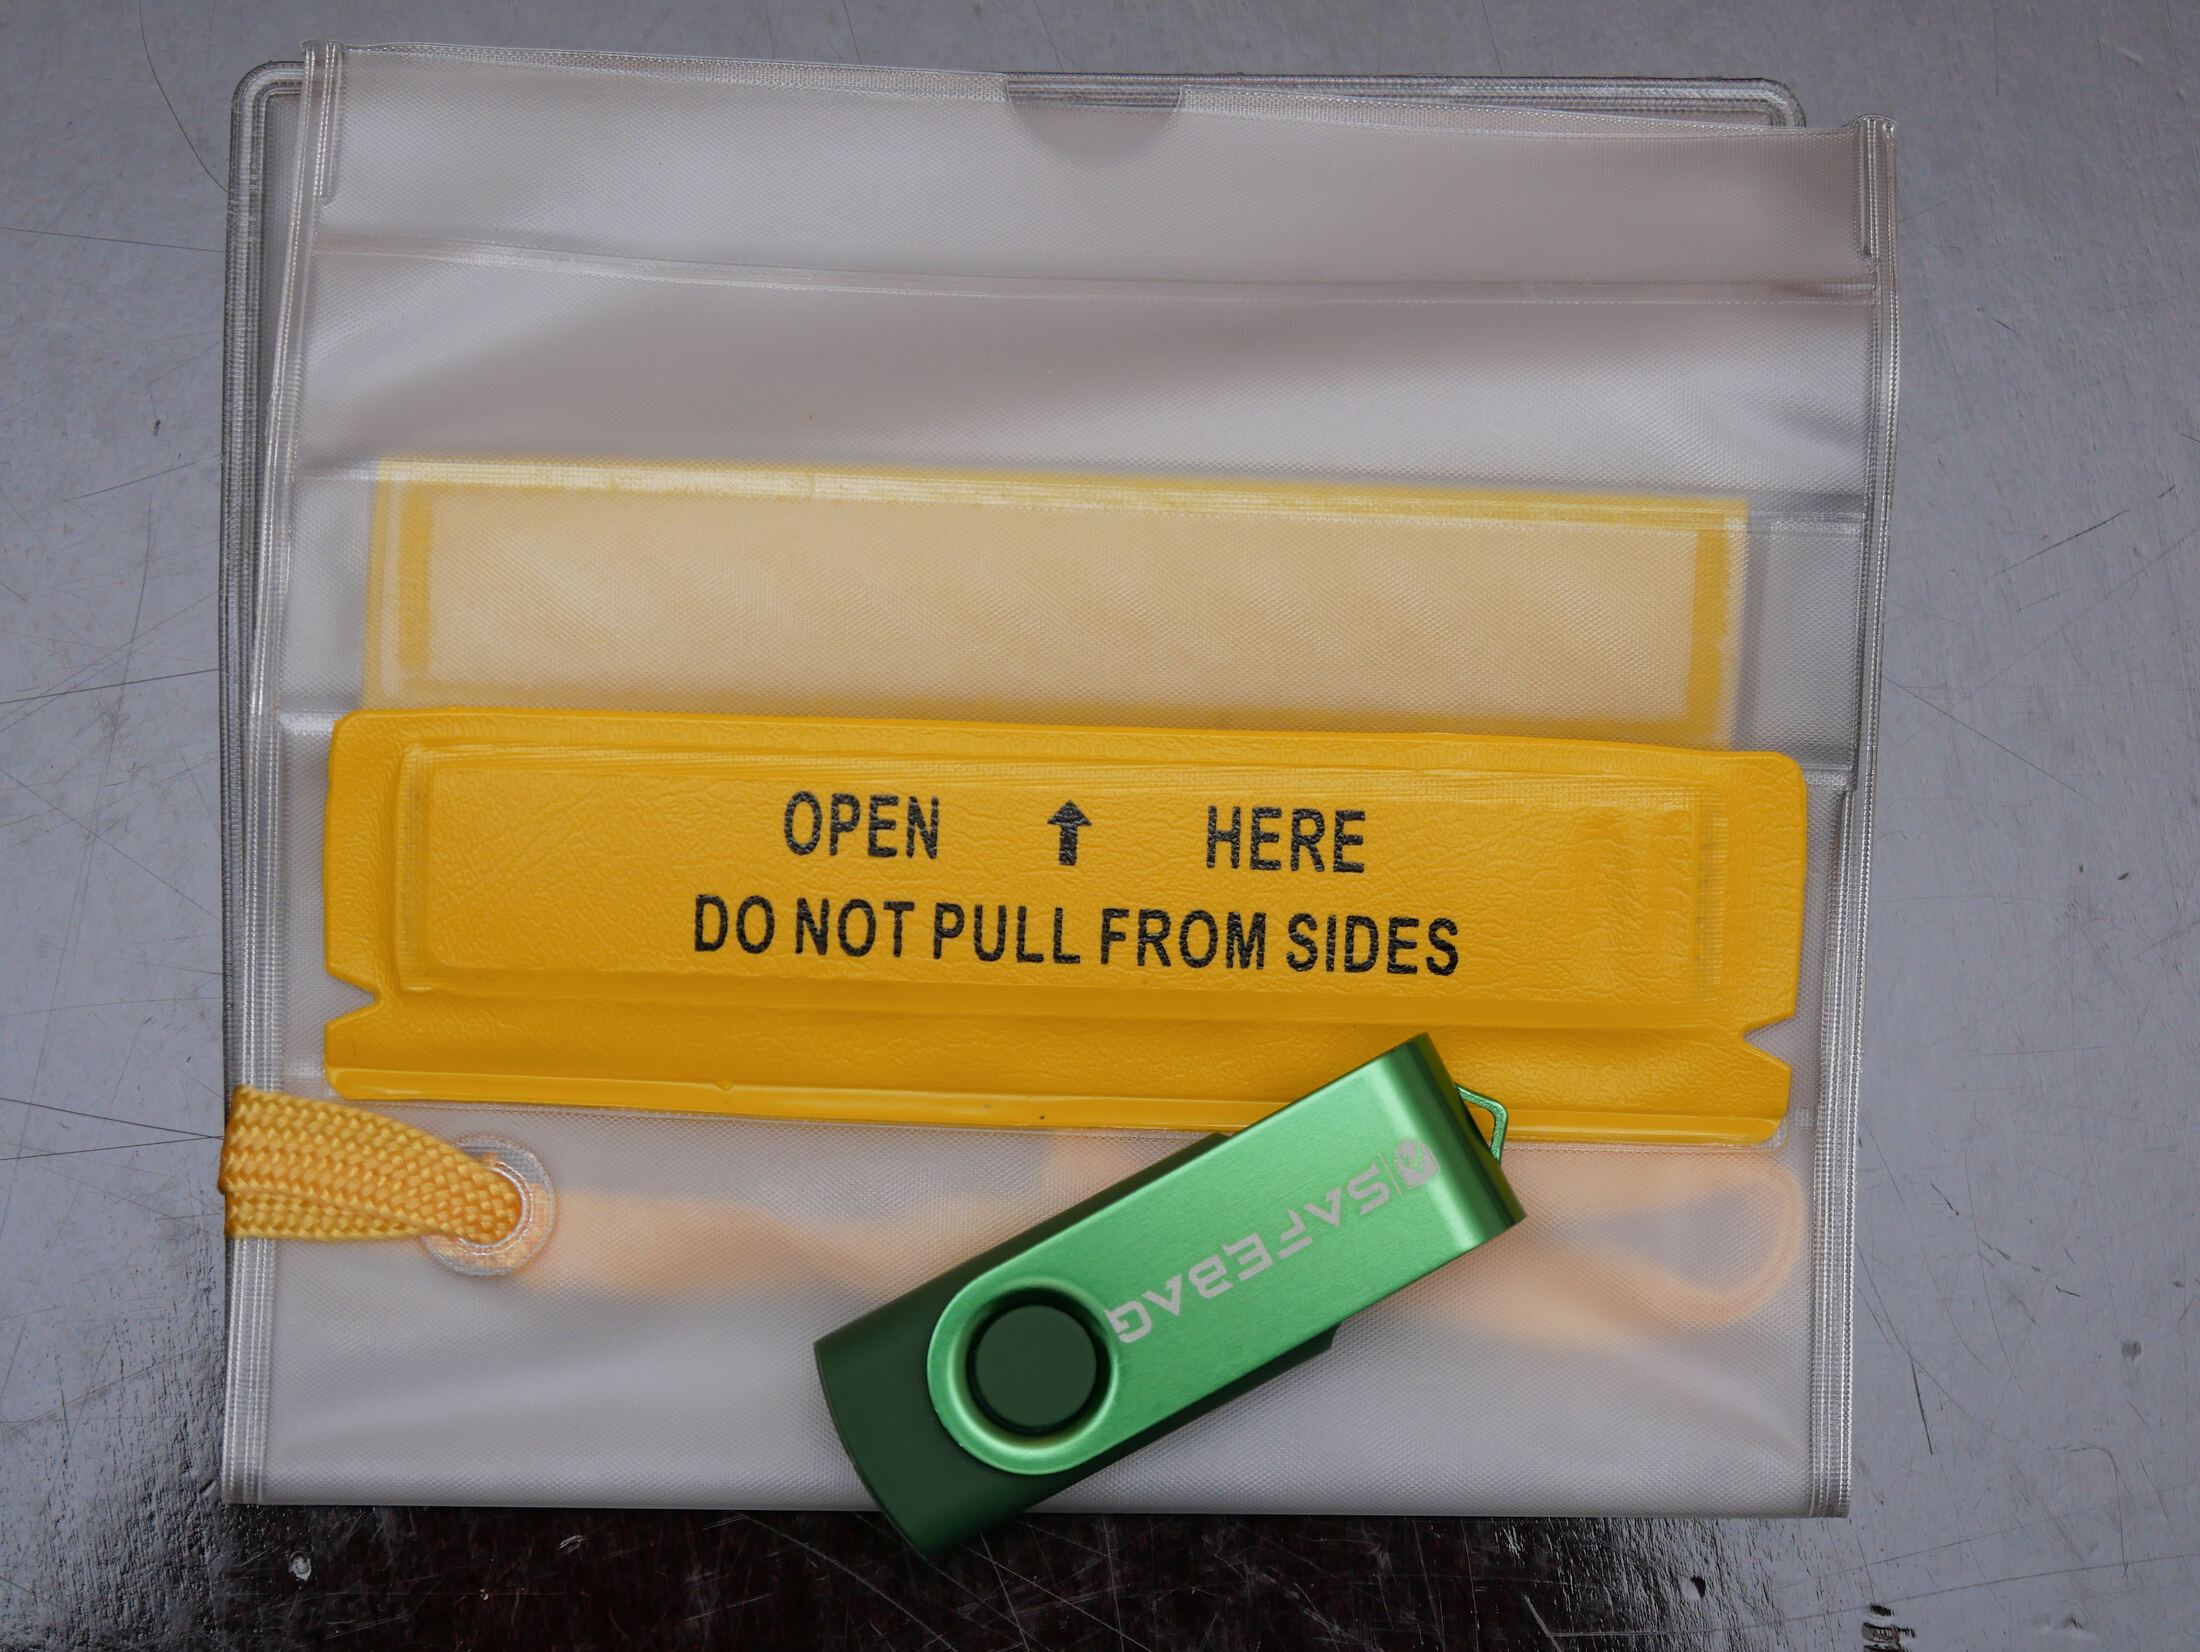 OPEN ↑ HERE
DO NOT PULL FROM SIDES
SAFEBAG